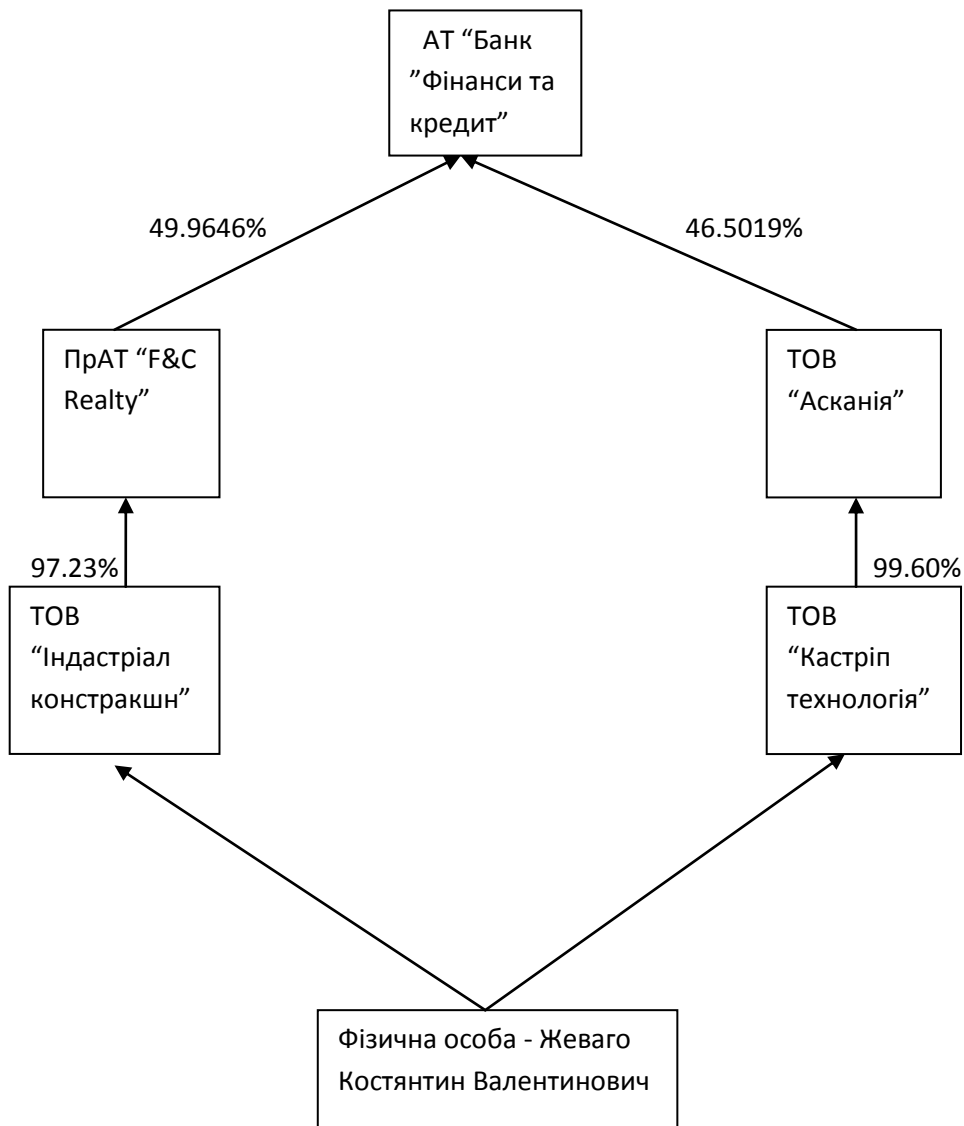 АТ “Банк
”Фінанси та
кредит”
49.9646%
46.5019%
ПрАТ “F&C
Realty”
ТОВ
“Асканія”
97.23%
99.60%
ТОВ
“Індастріал
констракшн”
ТОВ
“Кастріп
технологія”
Фізична особа - Жеваго
Костянтин Валентинович